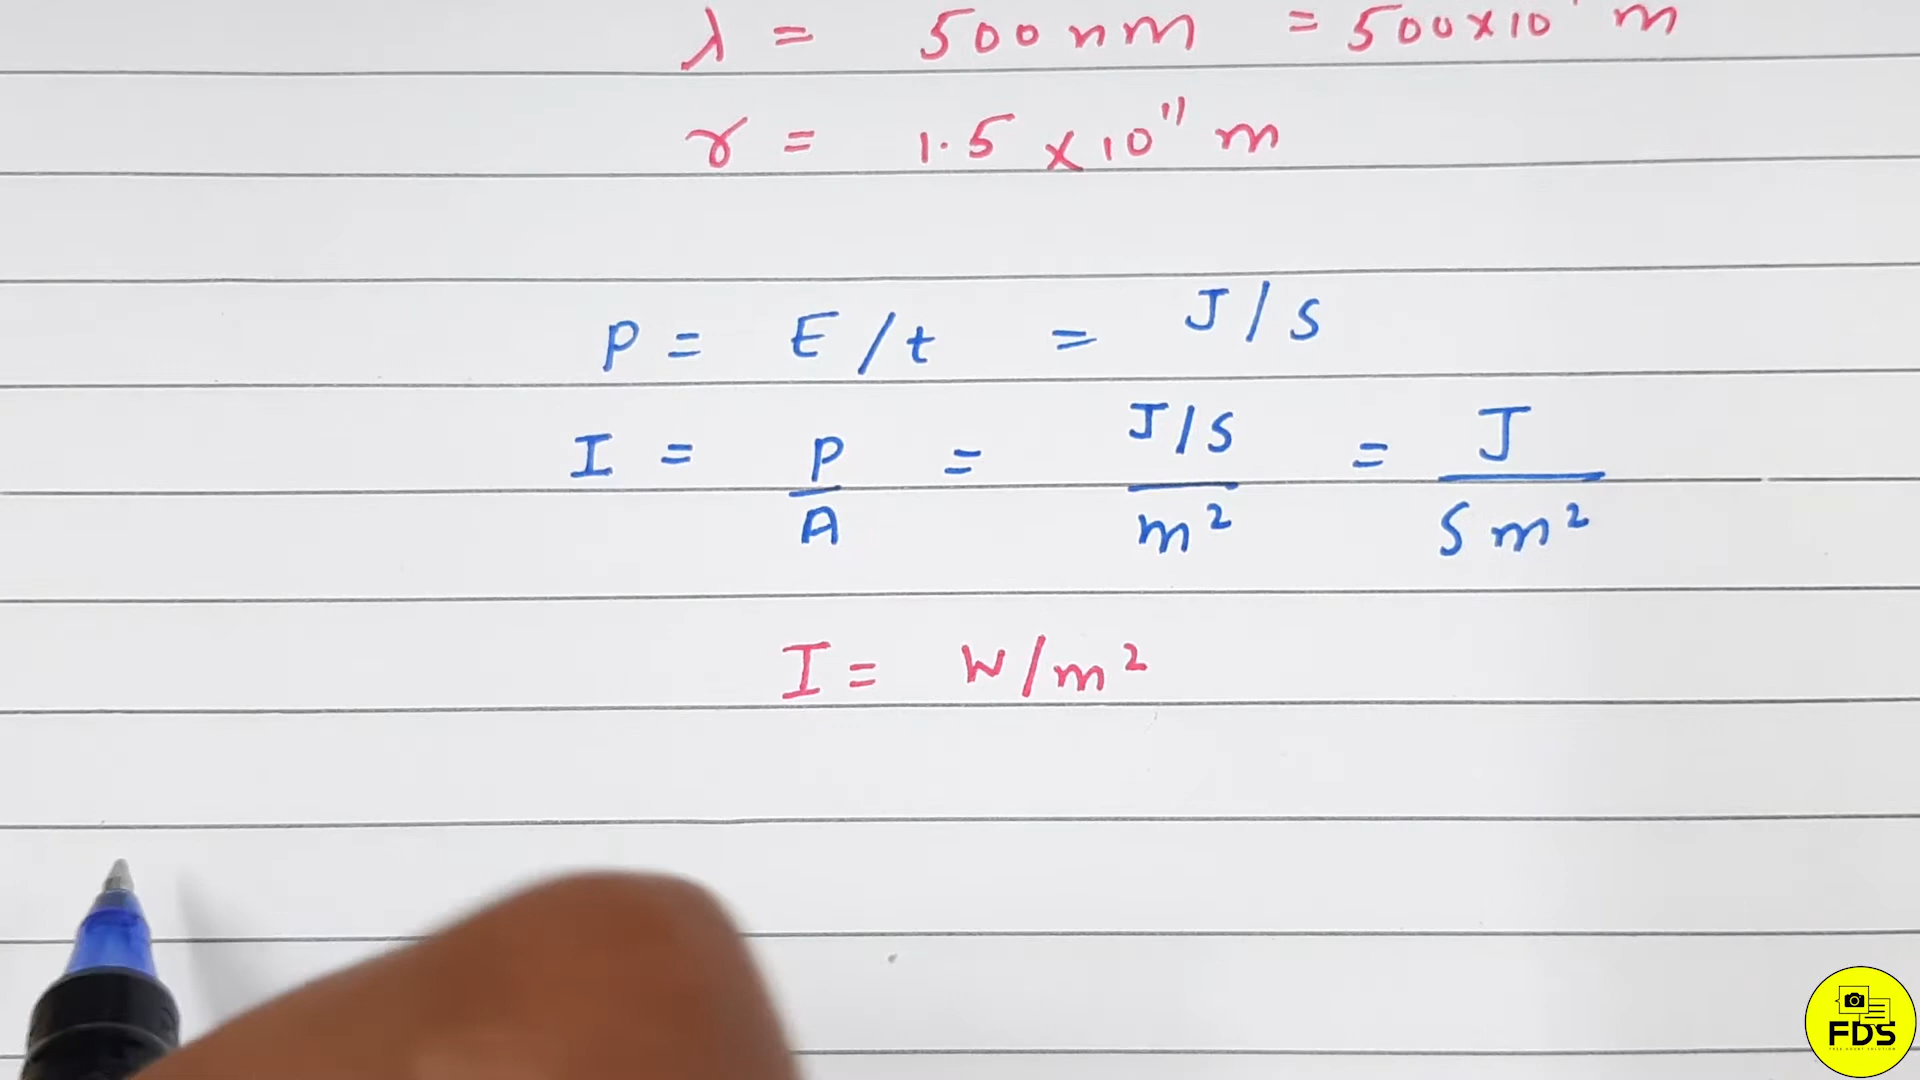 λ = 500 nm = 500×10 m
r = 1.5 × 10¹¹ m
P = E/t = J/s
I = P/A = J/s/m² = J/s m²
I = W/m²
FDS